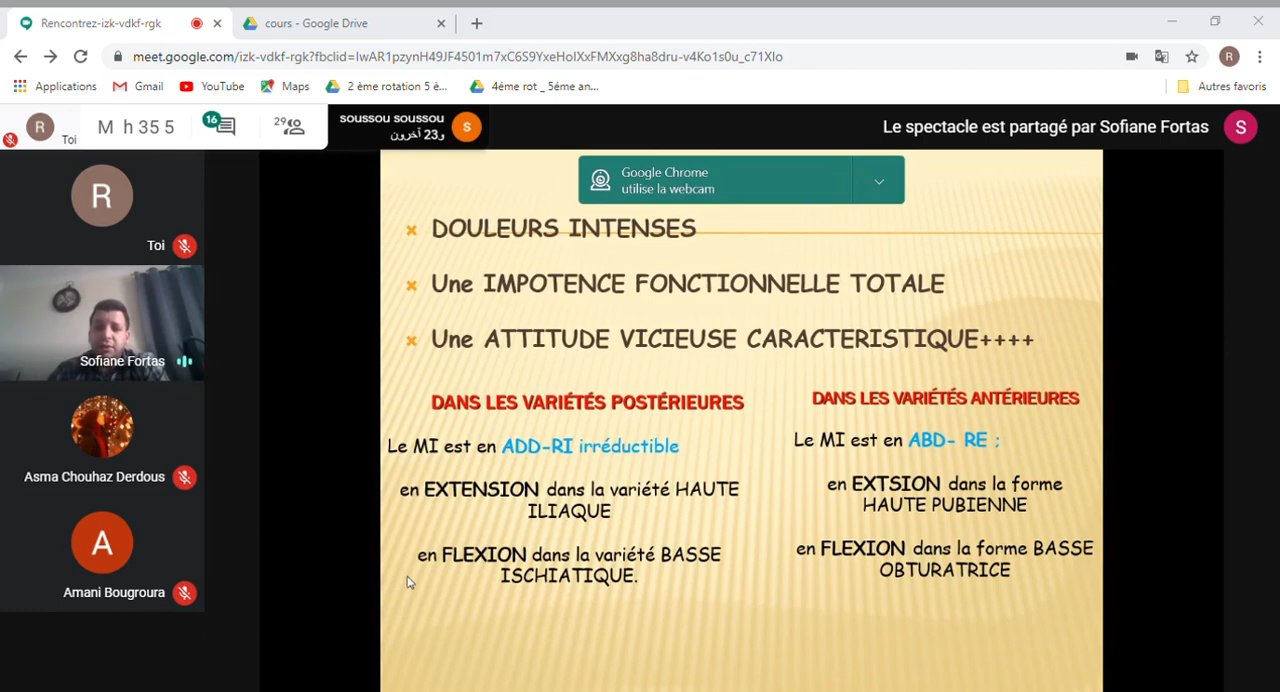 Rencontrez-izk-vdkf-rgk
cours - Google Drive
meet.google.com/izk-vdkf-rgk?fbclid=IwAR1pzynH49JF4501m7xC6S9YxeHoIXxFMXxg8ha8dru-v4Ko1s0u_c71XIo
R
Applications
Gmail
YouTube
Maps
2 ème rotation 5 è...
4éme rot _ 5éme an...
Autres favoris
R
Toi
M h 35 5
16
29
soussou soussou
و23 آخرون
S
Le spectacle est partagé par Sofiane Fortas
S
R
Toi
Sofiane Fortas
Asma Chouhaz Derdous
A
Amani Bougroura
Google Chrome
utilise la webcam
DOULEURS INTENSES
Une IMPOTENCE FONCTIONNELLE TOTALE
Une ATTITUDE VICIEUSE CARACTERISTIQUE++++
DANS LES VARIÉTÉS POSTÉRIEURES
Le MI est en ADD-RI irréductible
en EXTENSION dans la variété HAUTE
ILIAQUE
en FLEXION dans la variété BASSE
ISCHIATIQUE.
DANS LES VARIÉTÉS ANTÉRIEURES
Le MI est en ABD- RE ;
en EXTSION dans la forme
HAUTE PUBIENNE
en FLEXION dans la forme BASSE
OBTURATRICE